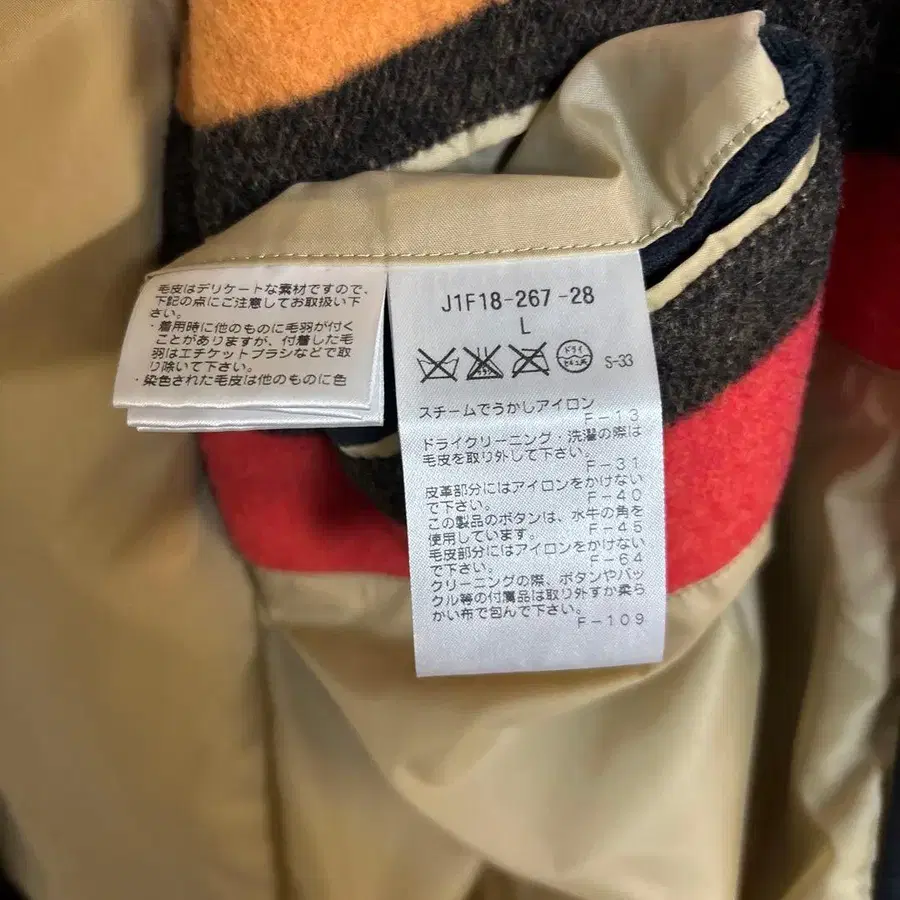 毛皮はデリケートな素材ですので、
下記の点にご注意してお取扱い下
さい。
・着用時に他のものに毛羽が付く
ことがありますが、付着した毛
羽はエチケットブラシなどで取
り除いて下さい。
・染色された毛皮は他のものに色
J1F18-267-28
L
ドライ
S-33
スチームでうかしアイロン
F-13
ドライクリーニング・洗濯の際は
毛皮を取り外して下さい。
F-31
皮革部分にはアイロンをかけない
で下さい。
F-40
この製品のボタンは、水牛の角を
使用しています。
F-45
毛皮部分にはアイロンをかけない
で下さい。
F-64
クリーニングの際、ボタンやバッ
クル等の付属品は取り外すか柔ら
かい布で包んで下さい。
F-109